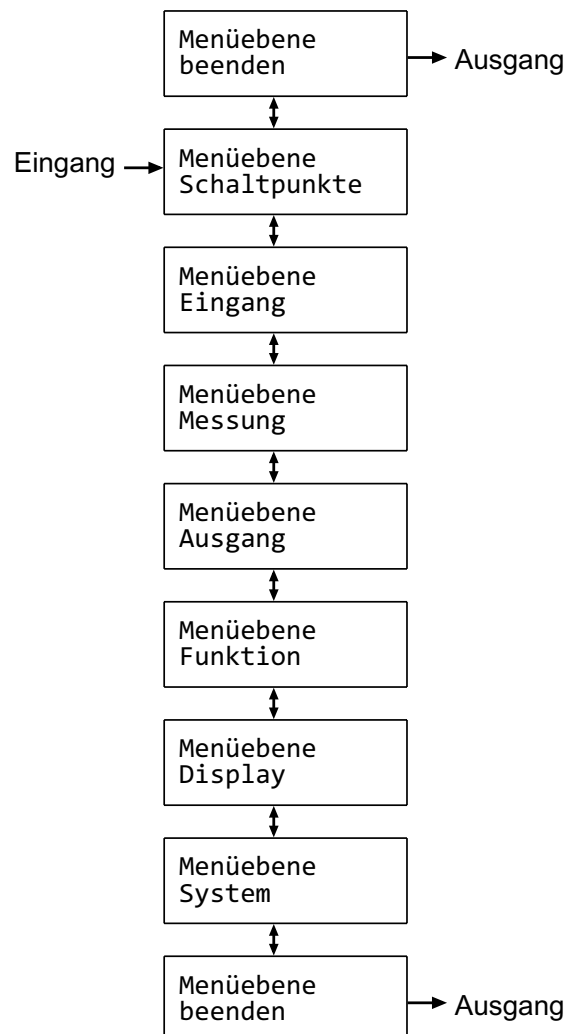 Menüebene
beenden
Ausgang
Eingang
Menüebene
Schaltpunkte
Menüebene
Eingang
Menüebene
Messung
Menüebene
Ausgang
Menüebene
Funktion
Menüebene
Display
Menüebene
System
Menüebene
beenden
Ausgang